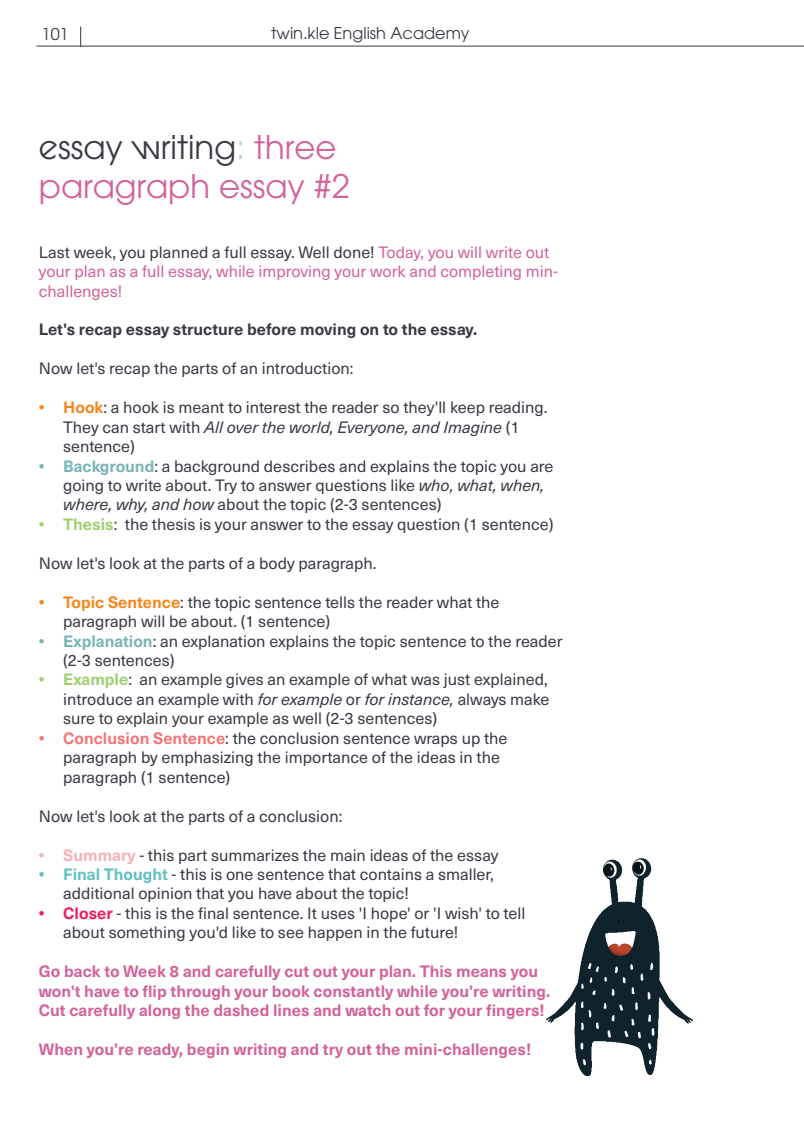 101
twin.kle English Academy
essay writing: three
paragraph essay #2
Last week, you planned a full essay. Well done! Today, you will write out
your plan as a full essay, while improving your work and completing min-
challenges!
Let's recap essay structure before moving on to the essay.
Now let's recap the parts of an introduction:
• Hook: a hook is meant to interest the reader so they'll keep reading.
They can start with All over the world, Everyone, and Imagine (1
sentence)
• Background: a background describes and explains the topic you are
going to write about. Try to answer questions like who, what, when,
where, why, and how about the topic (2-3 sentences)
• Thesis: the thesis is your answer to the essay question (1 sentence)
Now let's look at the parts of a body paragraph.
• Topic Sentence: the topic sentence tells the reader what the
paragraph will be about. (1 sentence)
• Explanation: an explanation explains the topic sentence to the reader
(2-3 sentences)
• Example: an example gives an example of what was just explained,
introduce an example with for example or for instance, always make
sure to explain your example as well (2-3 sentences)
• Conclusion Sentence: the conclusion sentence wraps up the
paragraph by emphasizing the importance of the ideas in the
paragraph (1 sentence)
Now let's look at the parts of a conclusion:
• Summary - this part summarizes the main ideas of the essay
• Final Thought - this is one sentence that contains a smaller,
additional opinion that you have about the topic!
• Closer - this is the final sentence. It uses 'I hope' or 'I wish' to tell
about something you'd like to see happen in the future!
Go back to Week 8 and carefully cut out your plan. This means you
won't have to flip through your book constantly while you're writing.
Cut carefully along the dashed lines and watch out for your fingers!
When you're ready, begin writing and try out the mini-challenges!